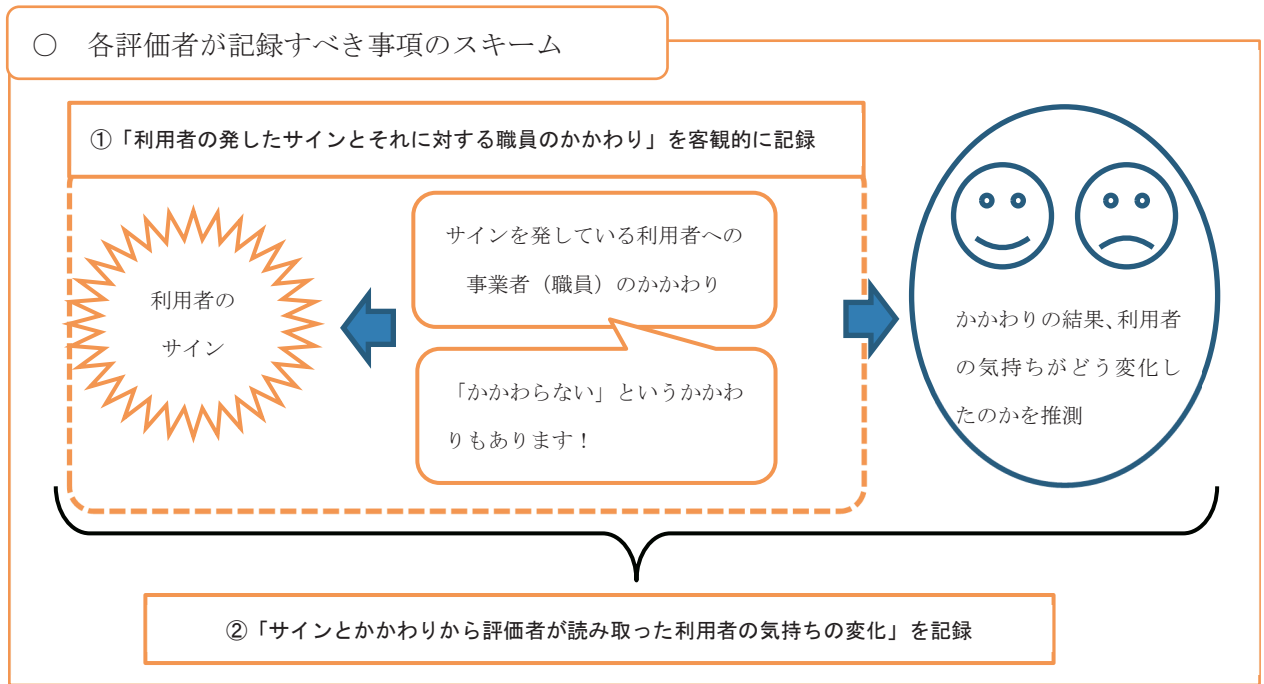 ○ 各評価者が記録すべき事項のスキーム
①「利用者の発したサインとそれに対する職員のかかわり」を客観的に記録
利用者の
サイン
サインを発している利用者への
事業者（職員）のかかわり
「かかわらない」というかかわ
りもあります！
かかわりの結果、利用者
の気持ちがどう変化し
たのかを推測
②「サインとかかわりから評価者が読み取った利用者の気持ちの変化」を記録